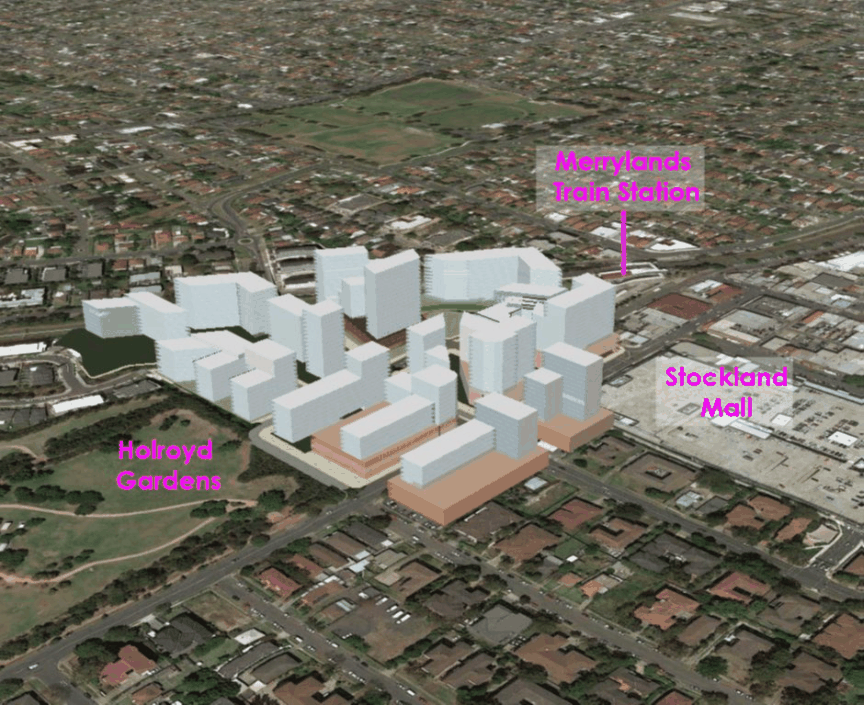 Merrylands
Train Station
Stockland
Mall
Holroyd
Gardens